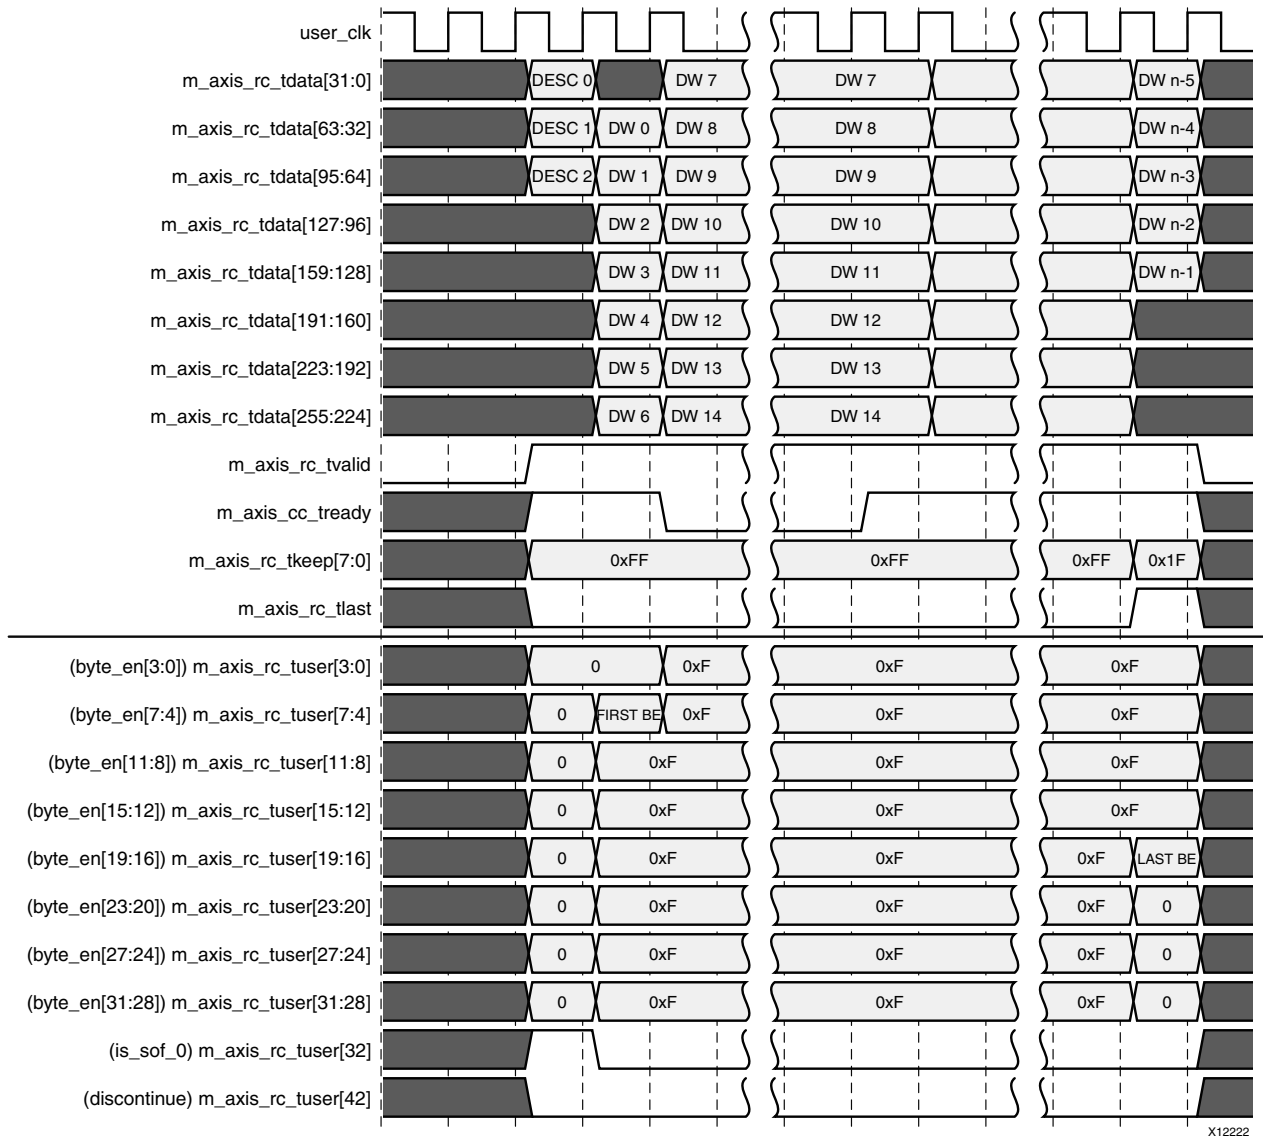 user_clk
m_axis_rc_tdata[31:0] DESC 0 DW 7 DW 7 DW n-5
m_axis_rc_tdata[63:32] DESC 1 DW 0 DW 8 DW 8 DW n-4
m_axis_rc_tdata[95:64] DESC 2 DW 1 DW 9 DW 9 DW n-3
m_axis_rc_tdata[127:96] DW 2 DW 10 DW 10 DW n-2
m_axis_rc_tdata[159:128] DW 3 DW 11 DW 11 DW n-1
m_axis_rc_tdata[191:160] DW 4 DW 12 DW 12
m_axis_rc_tdata[223:192] DW 5 DW 13 DW 13
m_axis_rc_tdata[255:224] DW 6 DW 14 DW 14
m_axis_rc_tvalid
m_axis_cc_tready
m_axis_rc_tkeep[7:0] 0xFF 0xFF 0xFF 0x1F
m_axis_rc_tlast
(byte_en[3:0]) m_axis_rc_tuser[3:0] 0 0xF 0xF 0xF
(byte_en[7:4]) m_axis_rc_tuser[7:4] 0 FIRST BE 0xF 0xF 0xF
(byte_en[11:8]) m_axis_rc_tuser[11:8] 0 0xF 0xF 0xF
(byte_en[15:12]) m_axis_rc_tuser[15:12] 0 0xF 0xF 0xF
(byte_en[19:16]) m_axis_rc_tuser[19:16] 0 0xF 0xF 0xF LAST BE
(byte_en[23:20]) m_axis_rc_tuser[23:20] 0 0xF 0xF 0xF 0
(byte_en[27:24]) m_axis_rc_tuser[27:24] 0 0xF 0xF 0xF 0
(byte_en[31:28]) m_axis_rc_tuser[31:28] 0 0xF 0xF 0xF 0
(is_sof_0) m_axis_rc_tuser[32]
(discontinue) m_axis_rc_tuser[42]
X12222